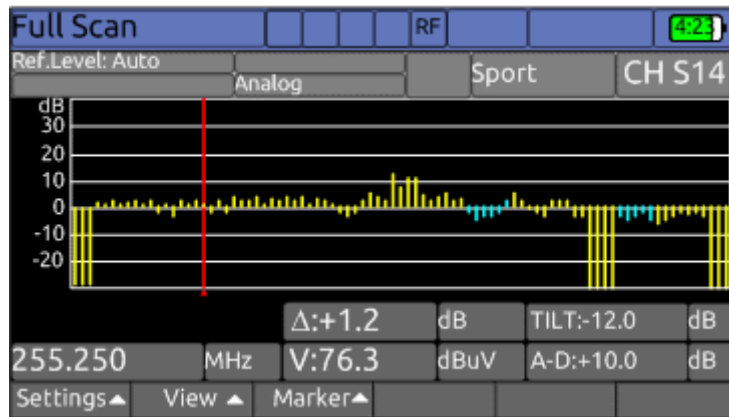 Full Scan RF 4:23
Ref.Level: Auto
Analog Sport CH S14
dB
30
20
10
0
-10
-20
Δ:+1.2 dB TILT:-12.0 dB
255.250 MHz V:76.3 dBuV A-D:+10.0 dB
Settings View Marker